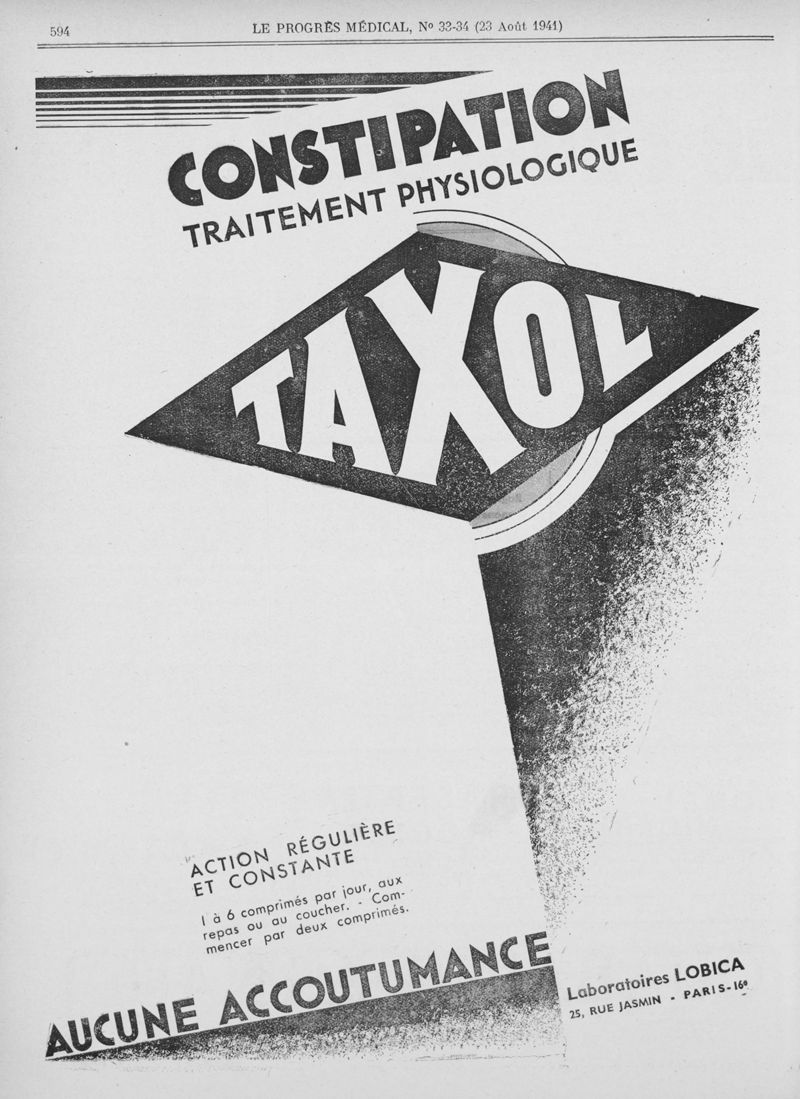 594
LE PROGRÈS MÉDICAL, Nº 33-34 (23 Août 1941)
CONSTIPATION
TRAITEMENT PHYSIOLOGIQUE
TAXOL
ACTION RÉGULIÈRE
ET CONSTANTE
1 à 6 comprimés par jour, aux
repas ou au coucher. - Com-
mencer par deux comprimés.
AUCUNE ACCOUTUMANCE
Laboratoires LOBICA
25, RUE JASMIN - PARIS-16e